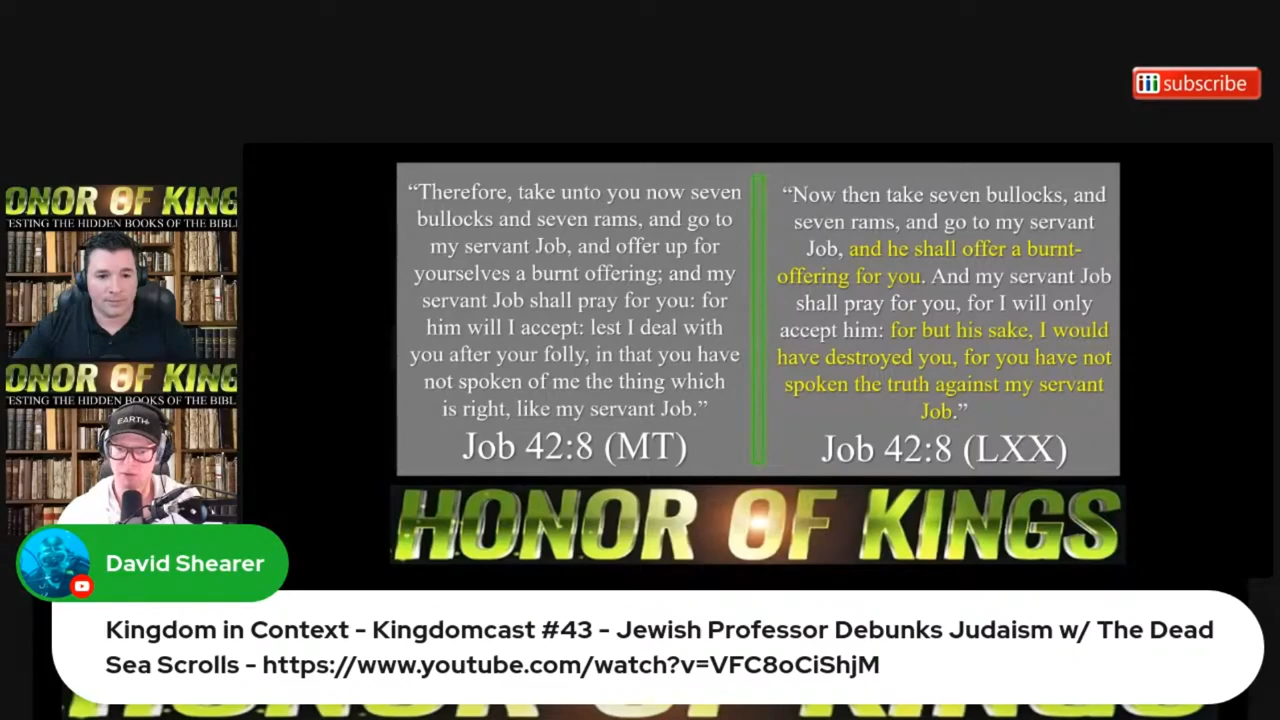 subscribe
ONOR OF KING
ESTING THE HIDDEN BOOKS OF THE BIBL
ONOR OF KING
ESTING THE HIDDEN BOOKS OF THE BIBL
EARTH
“Therefore, take unto you now seven
bullocks and seven rams, and go to
my servant Job, and offer up for
yourselves a burnt offering; and my
servant Job shall pray for you: for
him will I accept: lest I deal with
you after your folly, in that you have
not spoken of me the thing which
is right, like my servant Job.”
Job 42:8 (MT)
“Now then take seven bullocks, and
seven rams, and go to my servant
Job, and he shall offer a burnt-
offering for you. And my servant Job
shall pray for you, for I will only
accept him: for but his sake, I would
have destroyed you, for you have not
spoken the truth against my servant
Job.”
Job 42:8 (LXX)
HONOR OF KINGS
David Shearer
Kingdom in Context - Kingdomcast #43 - Jewish Professor Debunks Judaism w/ The Dead
Sea Scrolls - https://www.youtube.com/watch?v=VFC8oCiShjM
HONOR OF KINGS